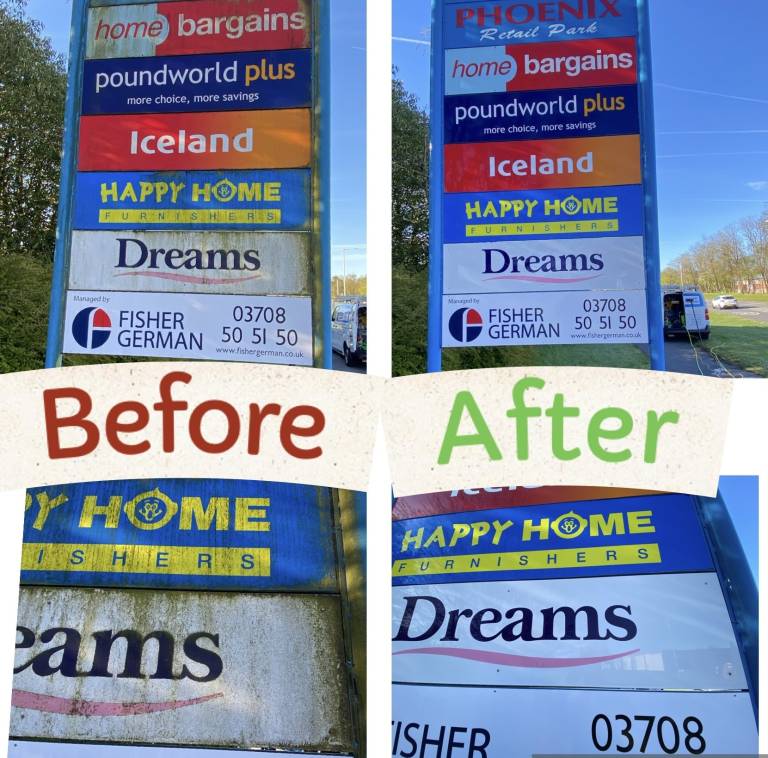 home bargains
poundworld plus
more choice, more savings
Iceland
HAPPY HOME
FURNISHERS
Dreams
Managed by
FISHER
GERMAN
03708
50 51 50
www.fishergerman.co.uk
PHOENIX
Retail Park
home bargains
poundworld plus
more choice, more savings
Iceland
HAPPY HOME
FURNISHERS
Dreams
Managed by
FISHER
GERMAN
03708
50 51 50
www.fishergerman.co.uk
Before
After
Y HOME
ISHERS
eams
Iceland
HAPPY HOME
FURNISHERS
Dreams
ISHER
03708